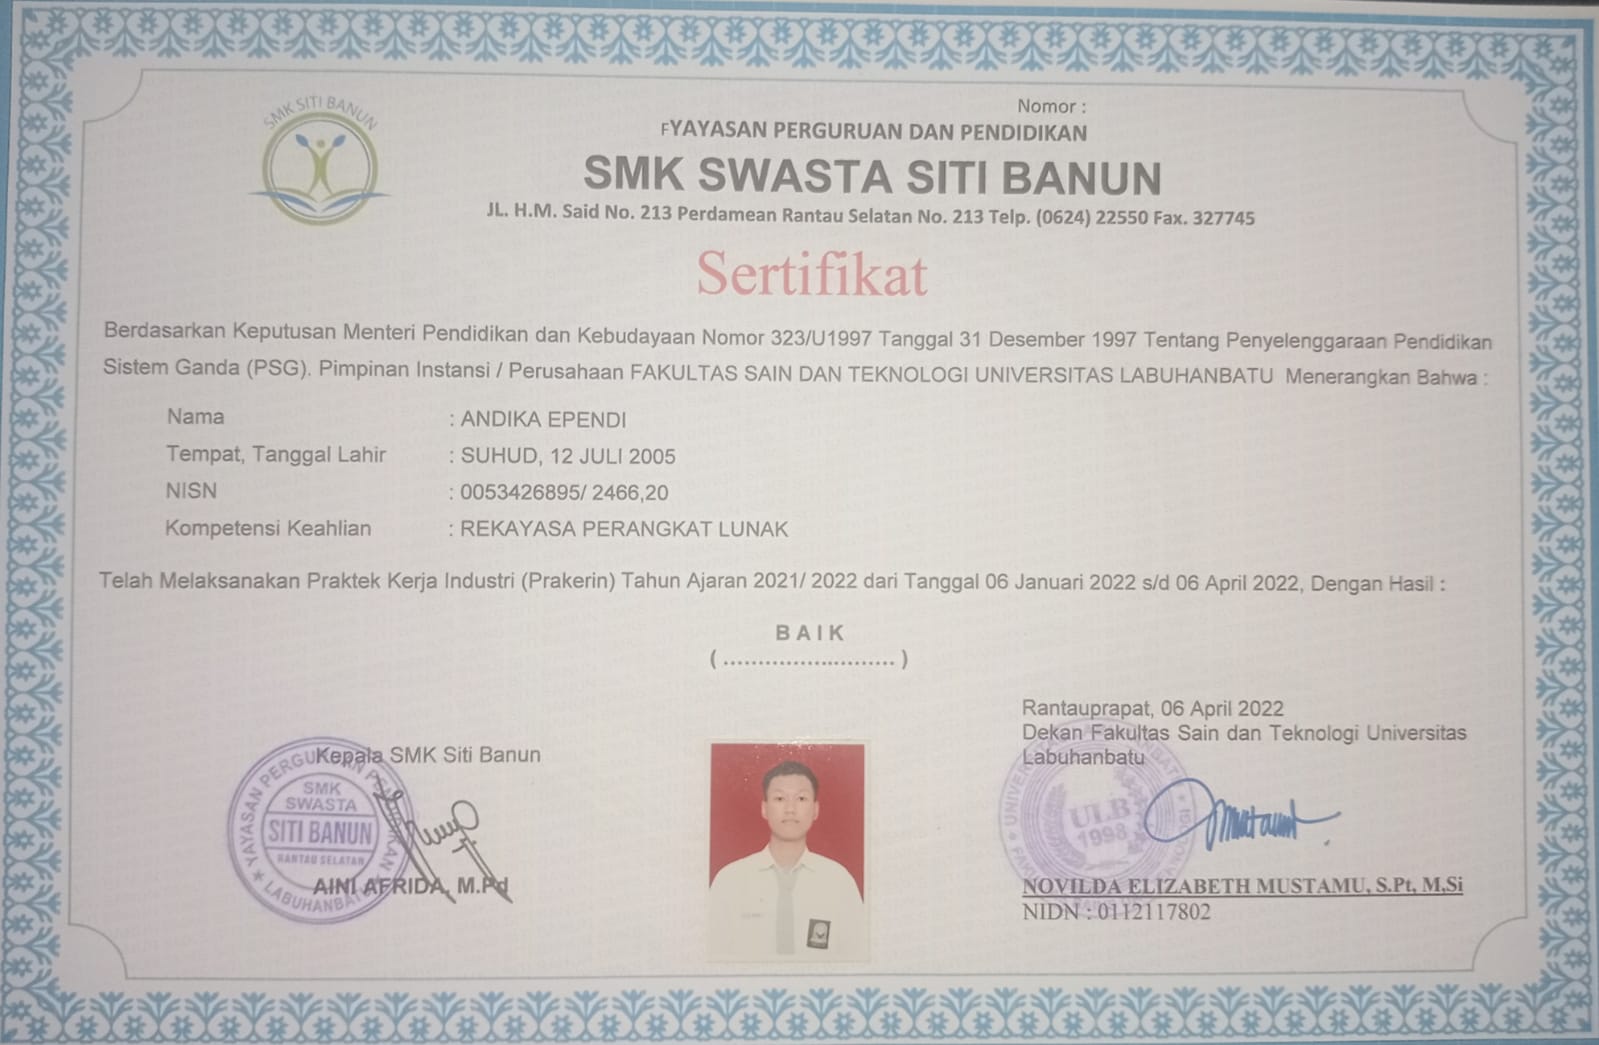 SMK SITI BANUN
Nomor :
FYAYASAN PERGURUAN DAN PENDIDIKAN
SMK SWASTA SITI BANUN
JL. H.M. Said No. 213 Perdamean Rantau Selatan No. 213 Telp. (0624) 22550 Fax. 327745
Sertifikat
Berdasarkan Keputusan Menteri Pendidikan dan Kebudayaan Nomor 323/U1997 Tanggal 31 Desember 1997 Tentang Penyelenggaraan Pendidikan
Sistem Ganda (PSG). Pimpinan Instansi / Perusahaan FAKULTAS SAIN DAN TEKNOLOGI UNIVERSITAS LABUHANBATU Menerangkan Bahwa :
Nama : ANDIKA EPENDI
Tempat, Tanggal Lahir : SUHUD, 12 JULI 2005
NISN : 0053426895/ 2466,20
Kompetensi Keahlian : REKAYASA PERANGKAT LUNAK
Telah Melaksanakan Praktek Kerja Industri (Prakerin) Tahun Ajaran 2021/ 2022 dari Tanggal 06 Januari 2022 s/d 06 April 2022, Dengan Hasil :
B A I K
( ......................... )
Rantauprapat, 06 April 2022
Dekan Fakultas Sain dan Teknologi Universitas
Labuhanbatu
NOVILDA ELIZABETH MUSTAMU, S.Pt, M,Si
NIDN : 0112117802
Kepala SMK Siti Banun
AINI AFRIDA, M.Pd
YAYASAN PERGURUAN PENDIDIKAN
SMK
SWASTA
SITI BANUN
RANTAU SELATAN
LABUHANBATU
ULB
1998